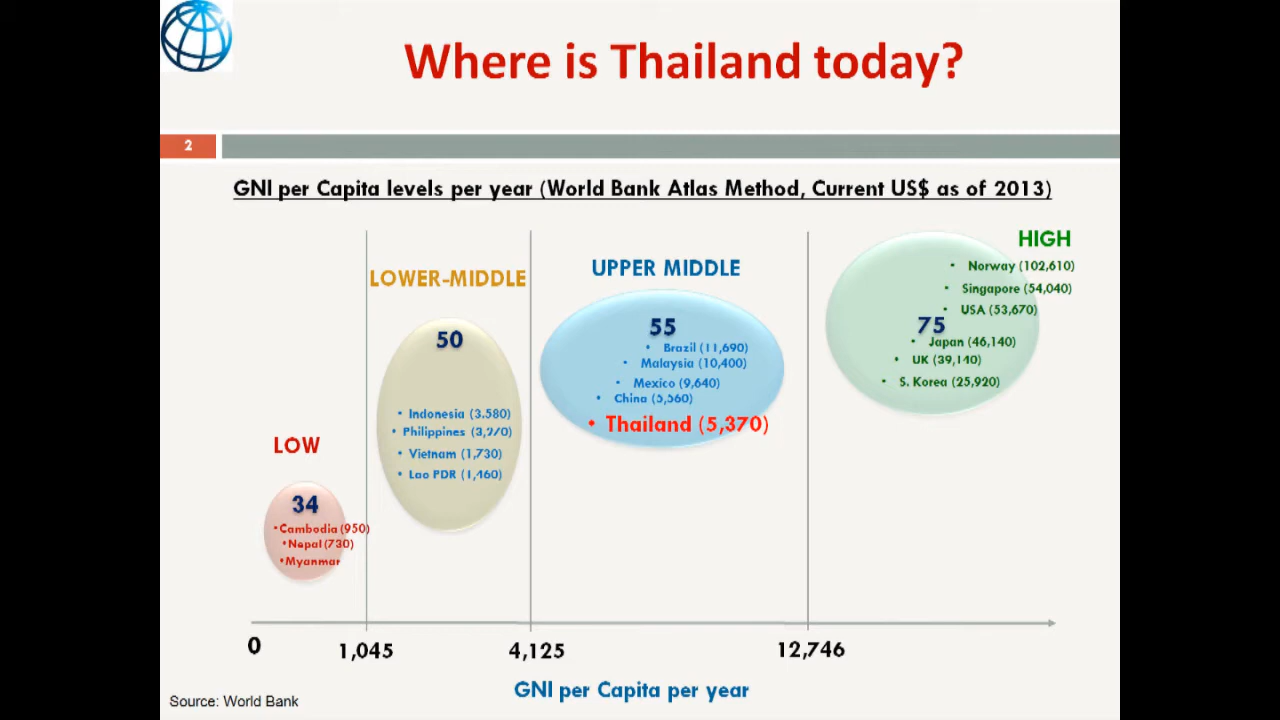 Where is Thailand today?
2
GNI per Capita levels per year (World Bank Atlas Method, Current US$ as of 2013)
HIGH
• Norway (102,610)
• Singapore (54,040)
• USA (53,670)
75
• Japan (46,140)
• UK (39,140)
• S. Korea (25,920)
UPPER MIDDLE
55
• Brazil (11,690)
• Malaysia (10,400)
• Mexico (9,640)
• China
• Thailand (5,370)
LOWER-MIDDLE
50
• Indonesia (3,580)
• Philippines (3,270)
• Vietnam (1,730)
• Lao PDR (1,460)
LOW
34
• Cambodia (950)
• Nepal (730)
• Myanmar
0
1,045
4,125
12,746
GNI per Capita per year
Source: World Bank